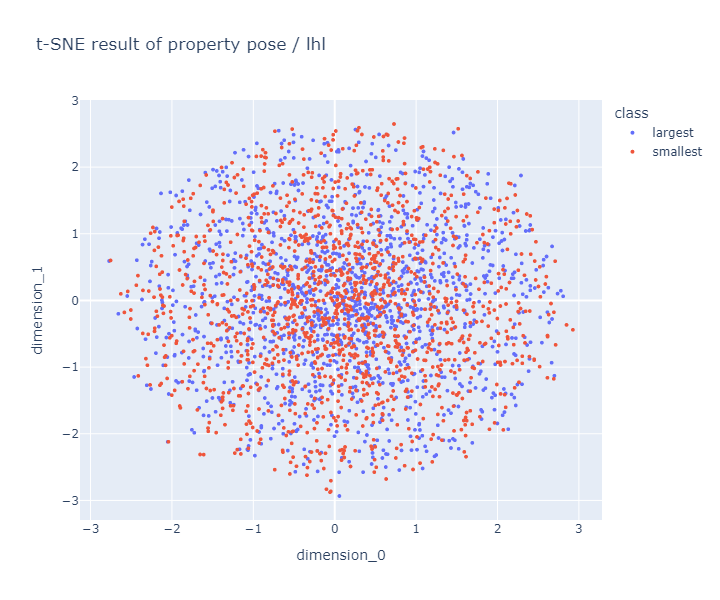 t-SNE result of property pose / lhl
class
largest
smallest
3
2
1
0
−1
−2
−3
dimension_1
−3
−2
−1
0
1
2
3
dimension_0